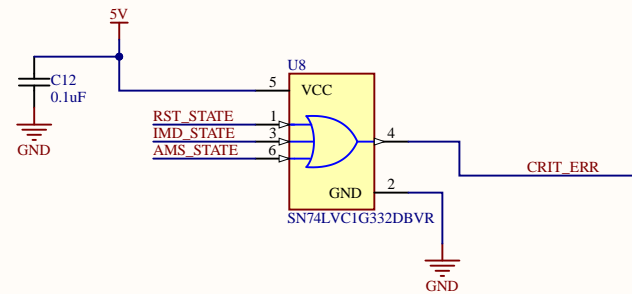 5V
C12
0.1uF
GND
U8
5
VCC
RST_STATE
1
IMD_STATE
3
AMS_STATE
6
4
CRIT_ERR
GND
2
SN74LVC1G332DBVR
GND